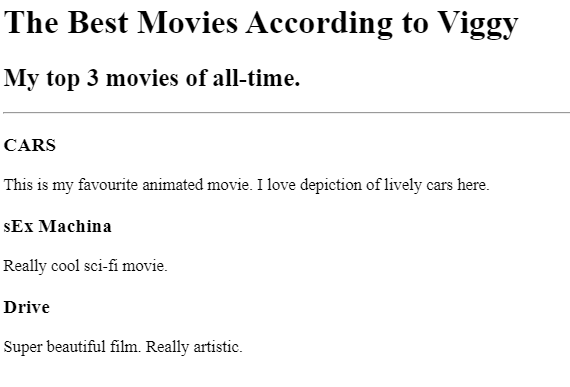 The Best Movies According to Viggy
My top 3 movies of all-time.
CARS
This is my favourite animated movie. I love depiction of lively cars here.
sEx Machina
Really cool sci-fi movie.
Drive
Super beautiful film. Really artistic.